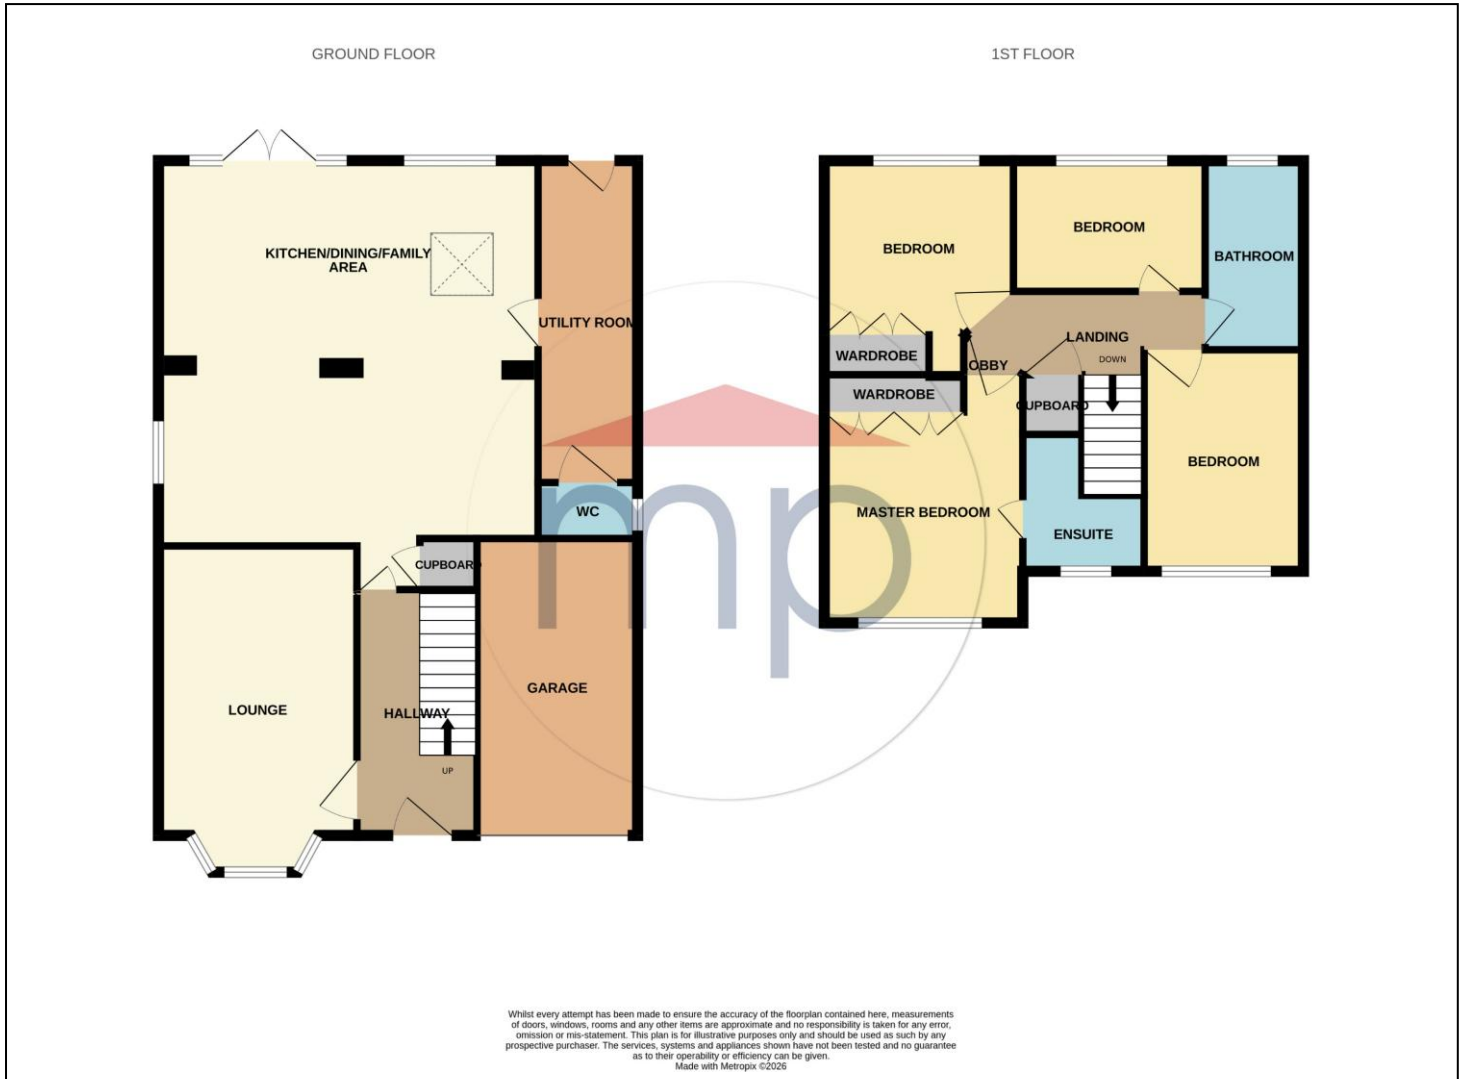 GROUND FLOOR
1ST FLOOR
KITCHEN/DINING/FAMILY
AREA
UTILITY ROOM
WC
CUPBOARD
LOUNGE
HALLWAY
UP
GARAGE
BEDROOM
BEDROOM
BATHROOM
LANDING
DOWN
WARDROBE
OBBY
WARDROBE
CUPBOARD
BEDROOM
MASTER BEDROOM
ENSUITE
mp
Whilst every attempt has been made to ensure the accuracy of the floorplan contained here, measurements
of doors, windows, rooms and any other items are approximate and no responsibility is taken for any error,
omission or mis-statement. This plan is for illustrative purposes only and should be used as such by any
prospective purchaser. The services, systems and appliances shown have not been tested and no guarantee
as to their operability or efficiency can be given.
Made with Metropix ©2026